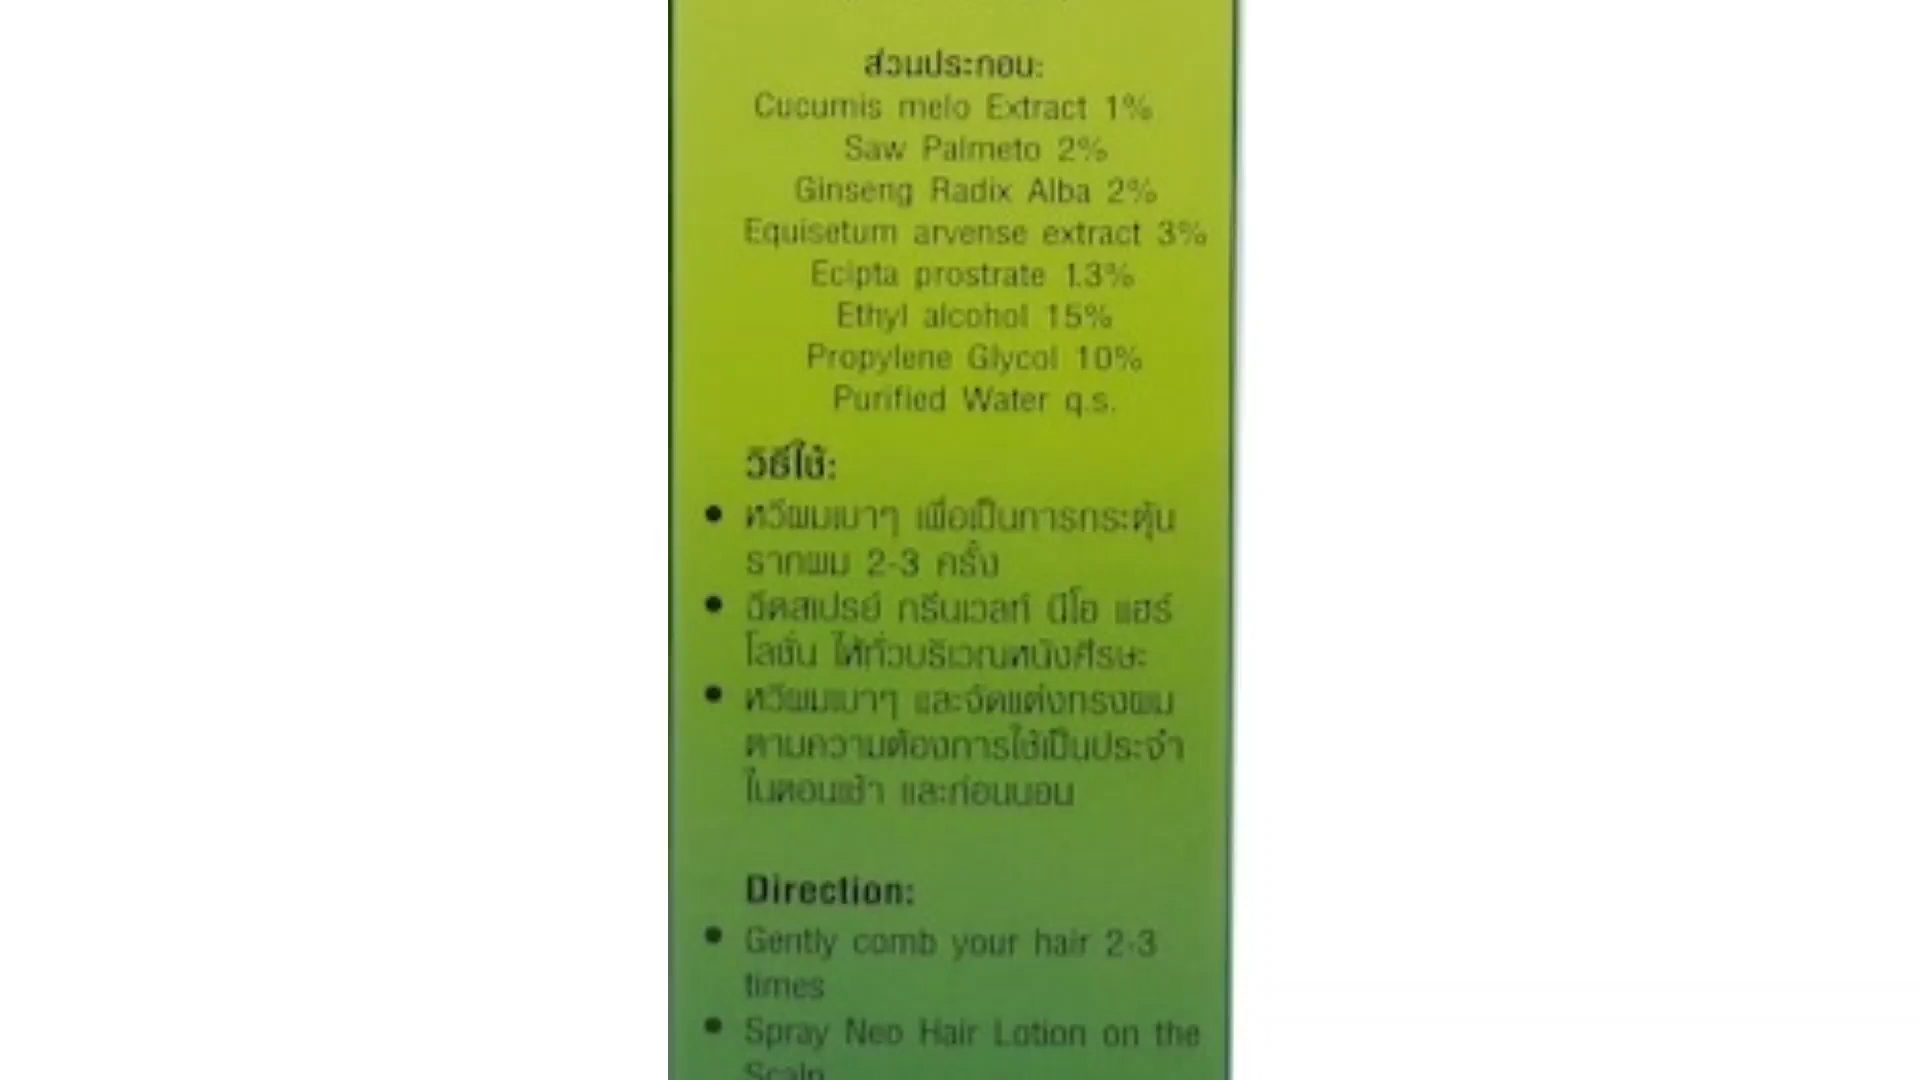 ส่วนประกอบ:
Cucumis melo Extract 1%
Saw Palmeto 2%
Ginseng Radix Alba 2%
Equisetum arvense extract 3%
Ecipta prostrate 1.3%
Ethyl alcohol 15%
Propylene Glycol 10%
Purified Water q.s.
วิธีใช้:
• หวีผมเบาๆ เพื่อเป็นการกระตุ้น
รากผม 2-3 ครั้ง
• ฉีดสเปรย์ กรีนเวลท์ นีโอ แฮร์
โลชั่น ให้ทั่วบริเวณหนังศีรษะ
• หวีผมเบาๆ และจัดแต่งทรงผม
ตามความต้องการใช้เป็นประจำ
ในตอนเช้า และก่อนนอน
Direction:
• Gently comb your hair 2-3
times
• Spray Neo Hair Lotion on the
Scalp